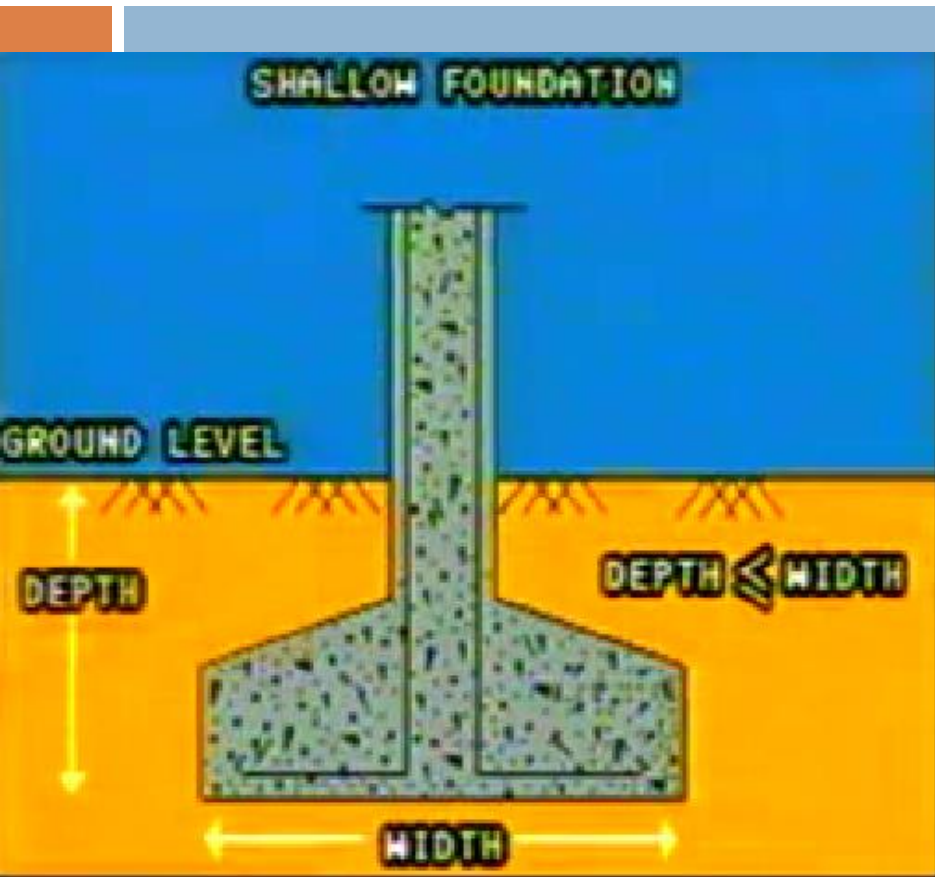 SHALLOW FOUNDATION
GROUND LEVEL
DEPTH
DEPTH ⩽ WIDTH
WIDTH